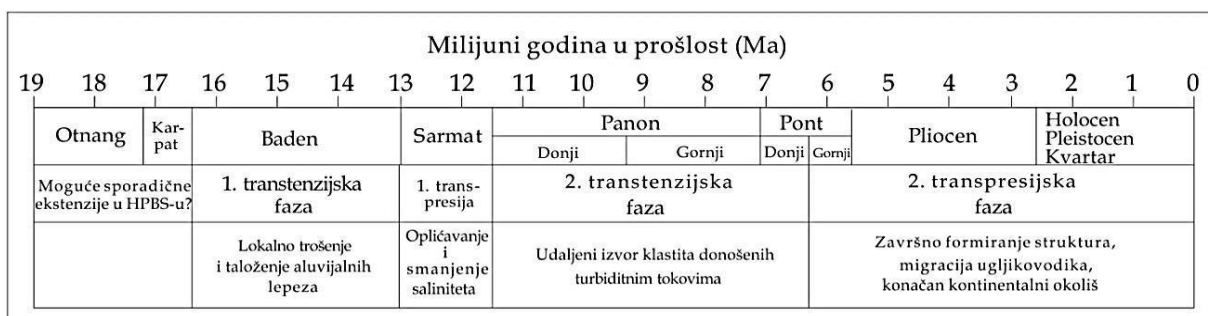 Milijuni godina u prošlost (Ma)
19 18 17 16 15 14 13 12 11 10 9 8 7 6 5 4 3 2 1 0
Otnang
Kar-
pat
Baden
Sarmat
Panon
Donji
Gornji
Pont
Donji
Gornji
Pliocen
Holocen
Pleistocen
Kvartar
Moguće sporadične
ekstenzije u HPBS-u?
1. transtenzijska
faza
1. trans-
presija
2. transtenzijska
faza
2. transpresijska
faza
Lokalno trošenje
i taloženje aluvijalnih
lepeza
Oplićavanje
i
smanjenje
saliniteta
Udaljeni izvor klastita donošenih
turbiditnim tokovima
Završno formiranje struktura,
migracija ugljikovodika,
konačan kontinentalni okoliš